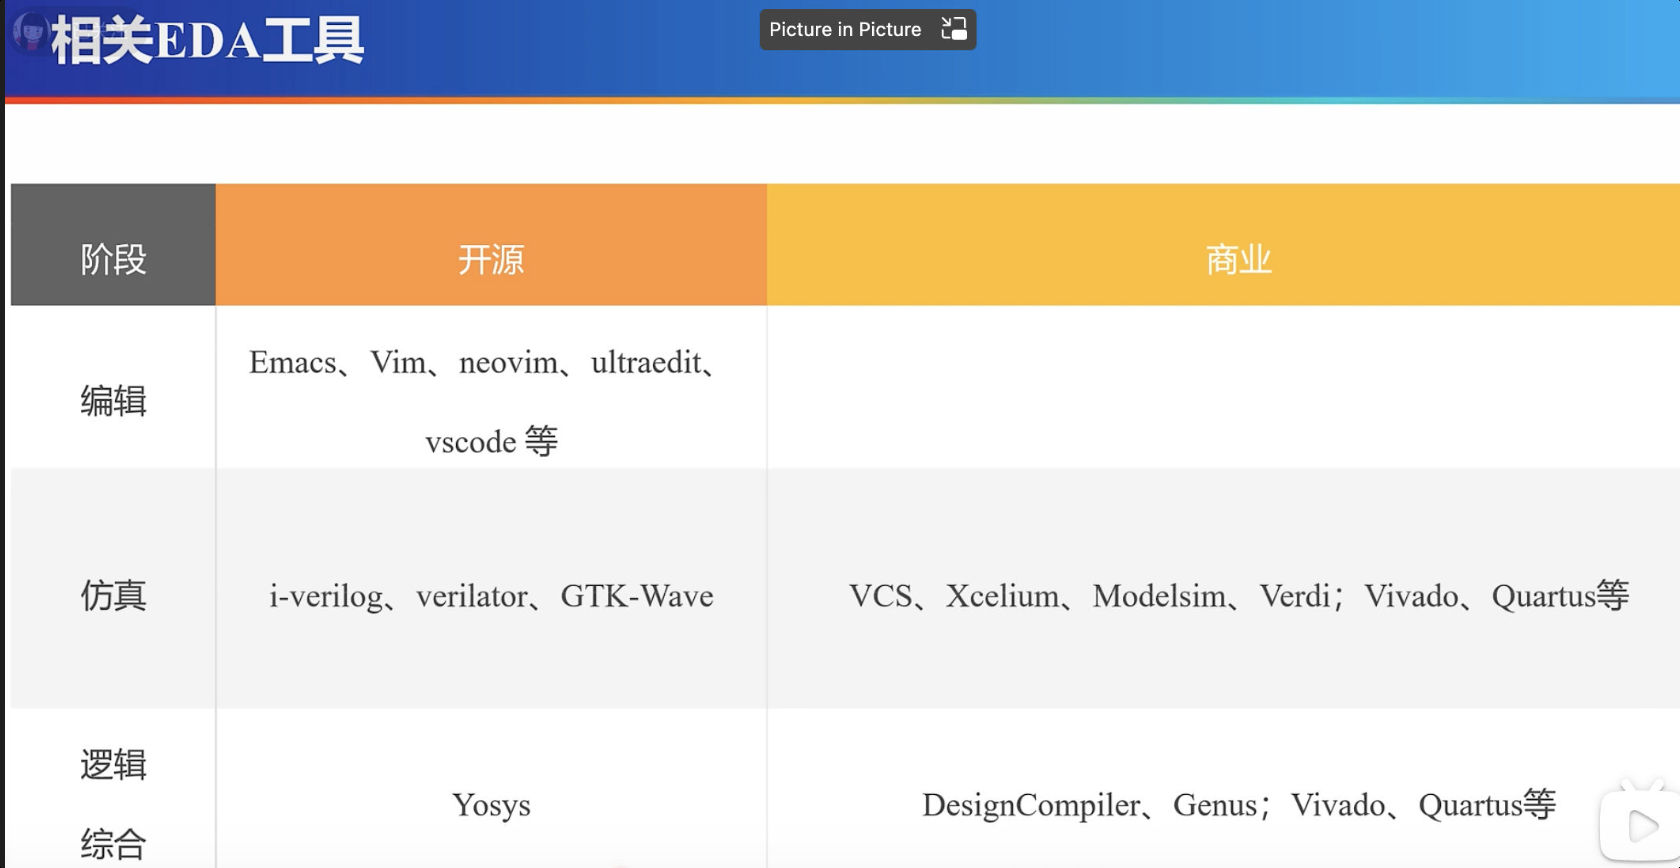 相关EDA工具
Picture in Picture
阶段
开源
商业
编辑
Emacs、Vim、neovim、ultraedit、
vscode 等
仿真
i-verilog、verilator、GTK-Wave
VCS、Xcelium、Modelsim、Verdi；Vivado、Quartus等
逻辑
综合
Yosys
DesignCompiler、Genus；Vivado、Quartus等